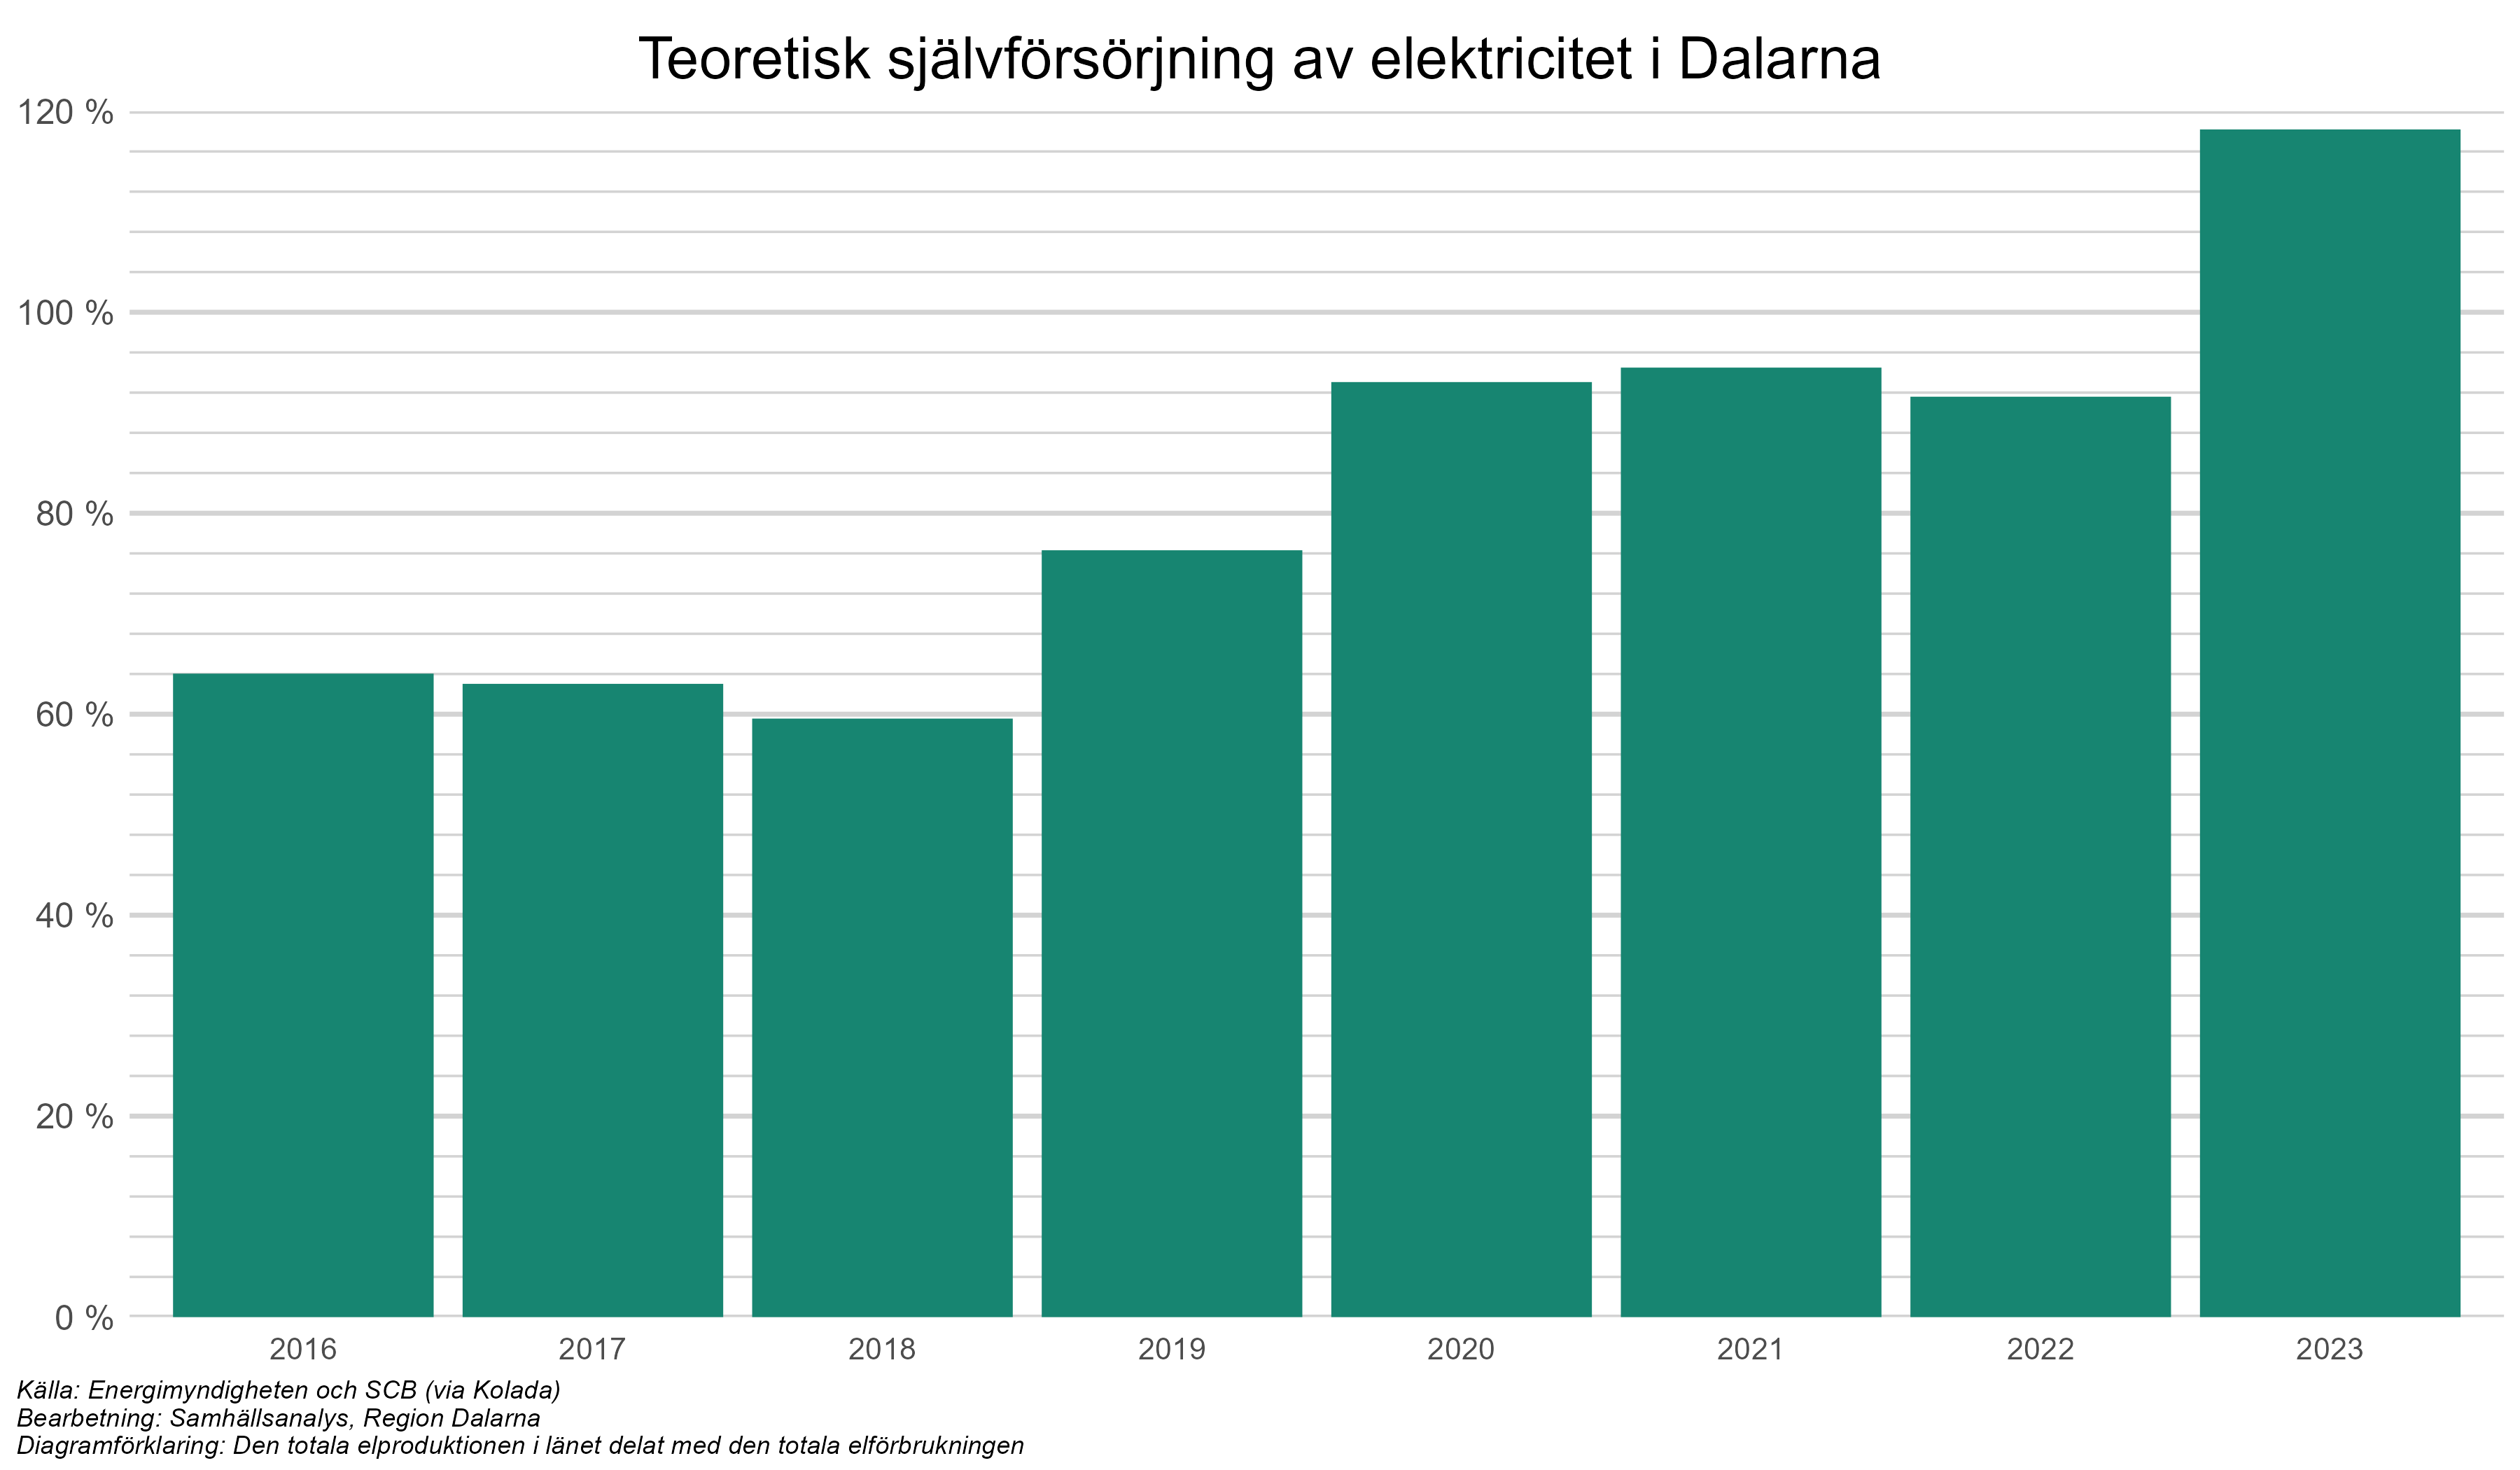 Teoretisk självförsörjning av elektricitet i Dalarna
120 %
100 %
80 %
60 %
40 %
20 %
0 %
2016 2017 2018 2019 2020 2021 2022 2023
Källa: Energimyndigheten och SCB (via Kolada)
Bearbetning: Samhällsanalys, Region Dalarna
Diagramförklaring: Den totala elproduktionen i länet delat med den totala elförbrukningen